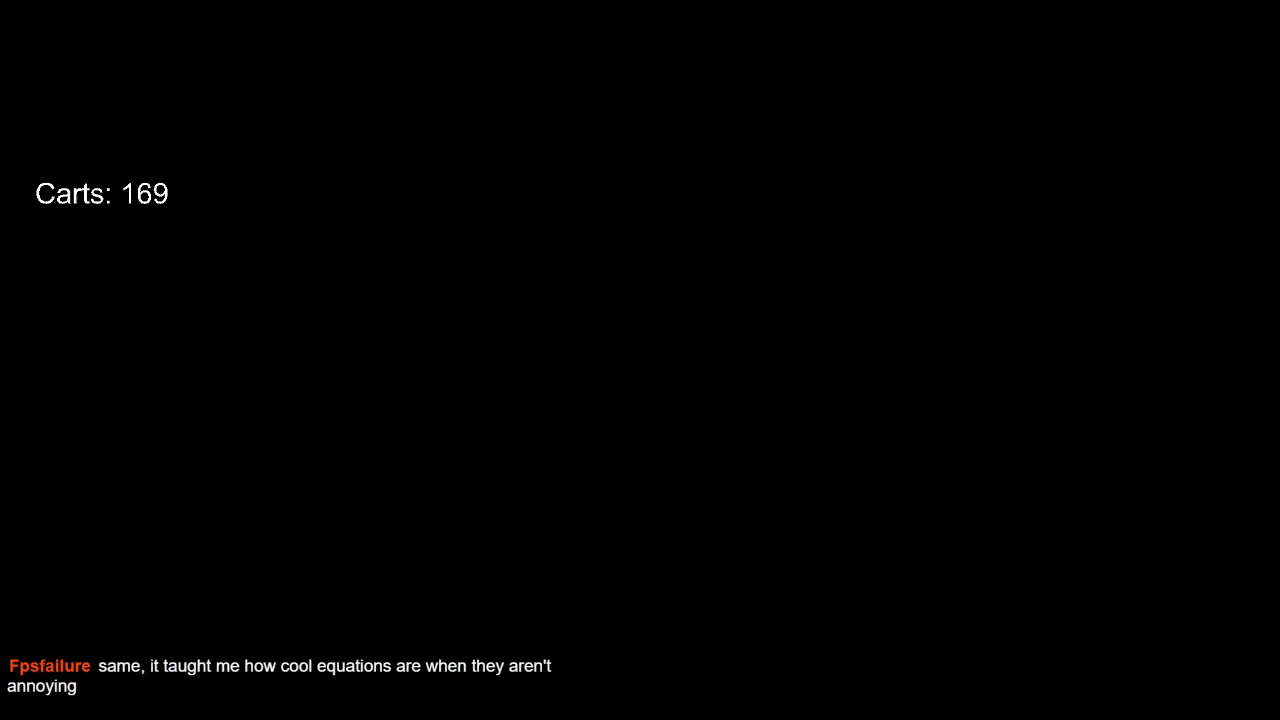 Carts: 169
Fpsfailure same, it taught me how cool equations are when they aren't
annoying